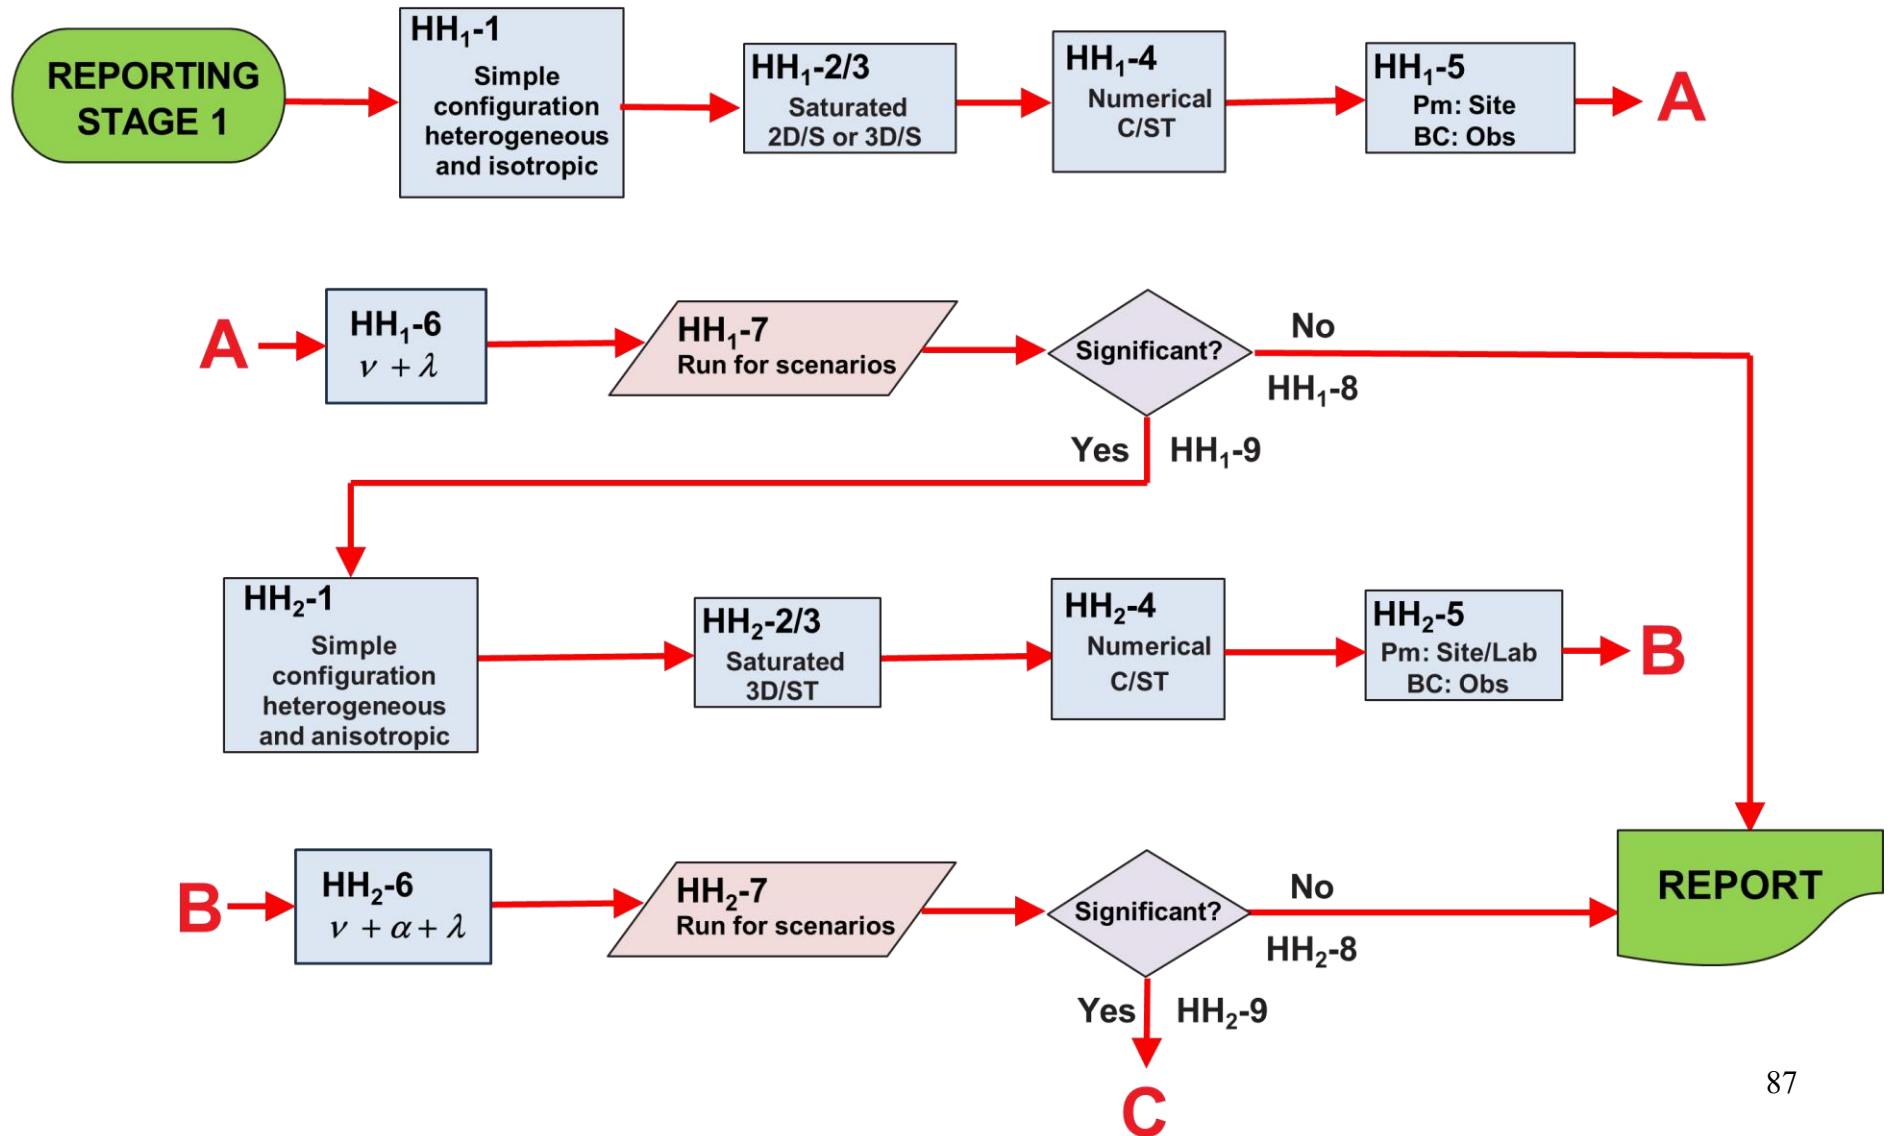 REPORTING
STAGE 1
HH₁-1
Simple
configuration
heterogeneous
and isotropic
HH₁-2/3
Saturated
2D/S or 3D/S
HH₁-4
Numerical
C/ST
HH₁-5
Pm: Site
BC: Obs
A
A
HH₁-6
ν + λ
HH₁-7
Run for scenarios
Significant?
No
HH₁-8
Yes
HH₁-9
HH₂-1
Simple
configuration
heterogeneous
and anisotropic
HH₂-2/3
Saturated
3D/ST
HH₂-4
Numerical
C/ST
HH₂-5
Pm: Site/Lab
BC: Obs
B
B
HH₂-6
ν + α + λ
HH₂-7
Run for scenarios
Significant?
No
HH₂-8
Yes
HH₂-9
REPORT
C
87